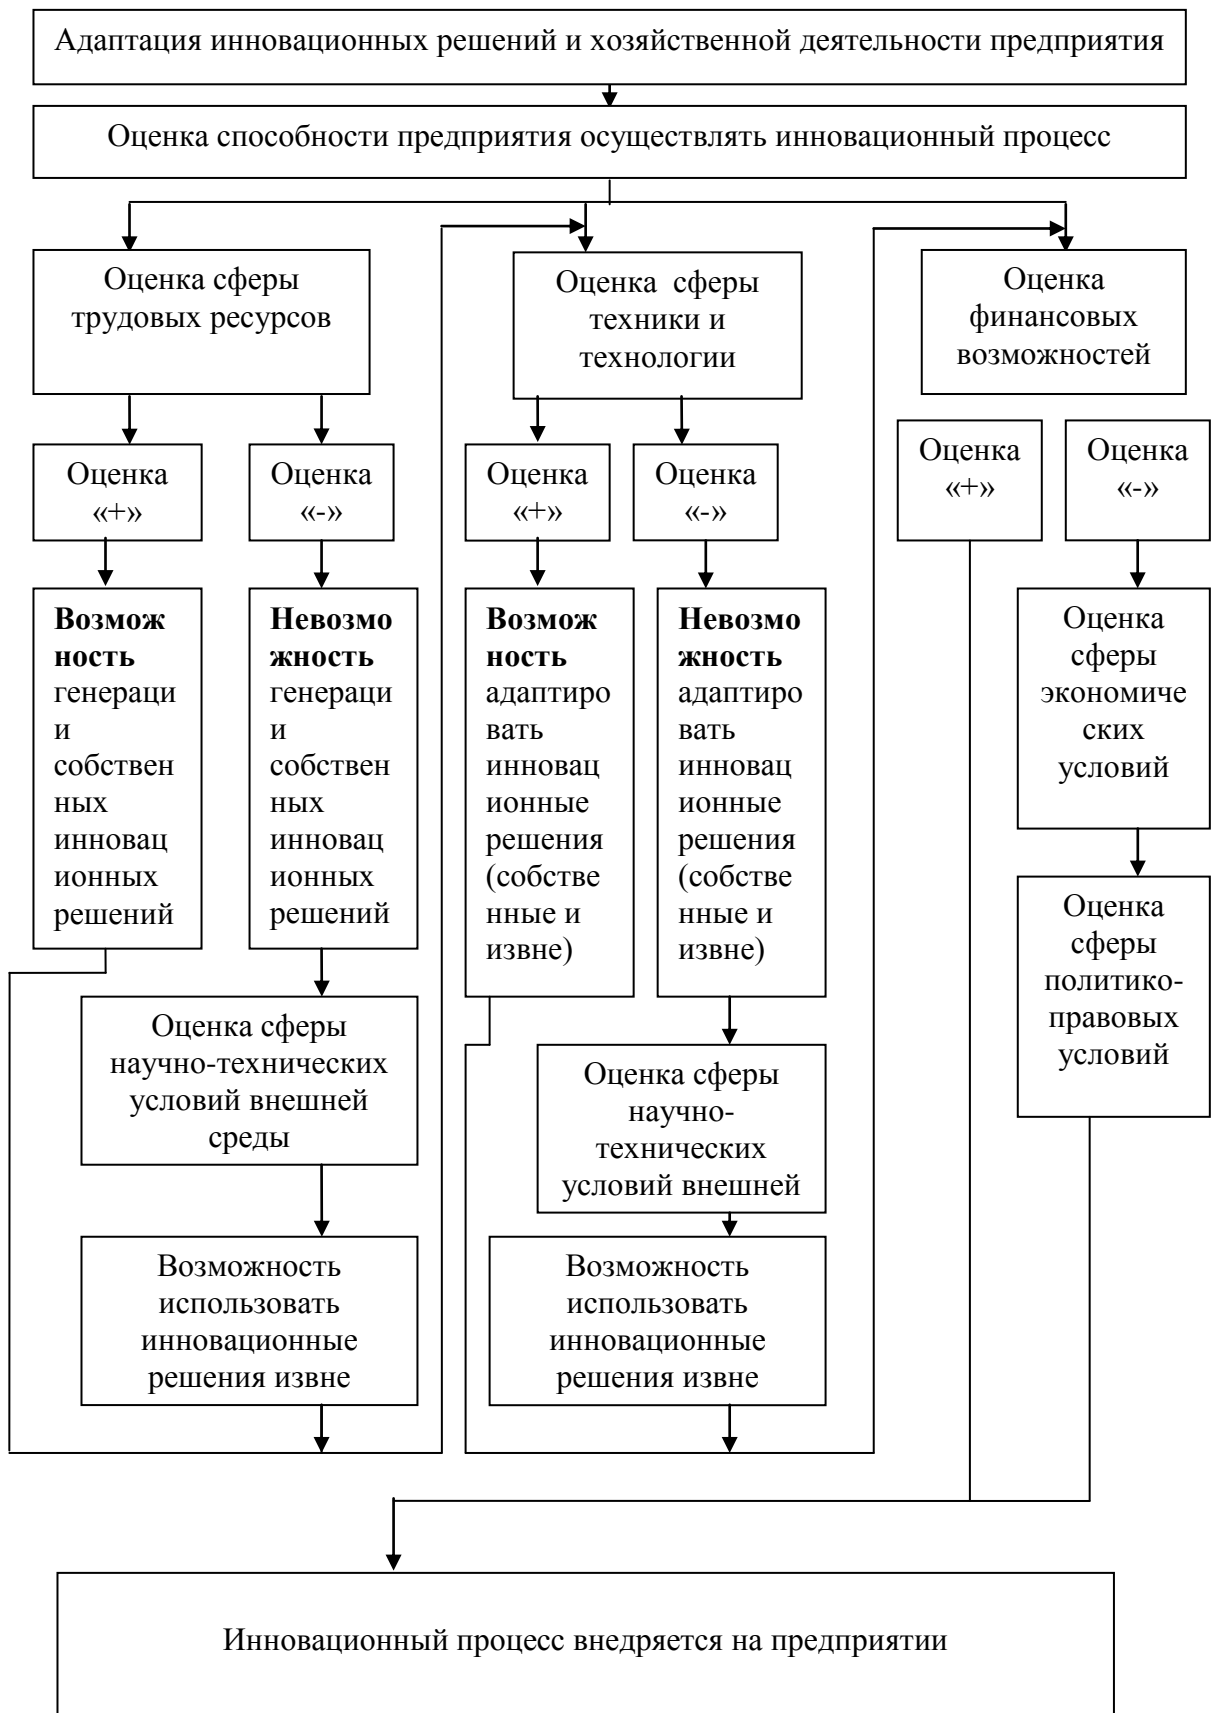 Адаптация инновационных решений и хозяйственной деятельности предприятия
Оценка способности предприятия осуществлять инновационный процесс
Оценка сферы
трудовых ресурсов
Оценка сферы
техники и
технологии
Оценка
финансовых
возможностей
Оценка
«+»
Оценка
«-»
Оценка
«+»
Оценка
«-»
Оценка
«+»
Оценка
«-»
Возмож
ность
генераци
и
собствен
ных
инновац
ионных
решений
Невозмо
жность
генераци
и
собствен
ных
инновац
ионных
решений
Возмож
ность
адаптиро
вать
инновац
ионные
решения
(собстве
нные и
извне)
Невозмо
жность
адаптиро
вать
инновац
ионные
решения
(собстве
нные и
извне)
Оценка
сферы
экономиче
ских
условий
Оценка
сферы
политико-
правовых
условий
Оценка сферы
научно-технических
условий внешней
среды
Оценка сферы
научно-
технических
условий внешней
Возможность
использовать
инновационные
решения извне
Возможность
использовать
инновационные
решения извне
Инновационный процесс внедряется на предприятии